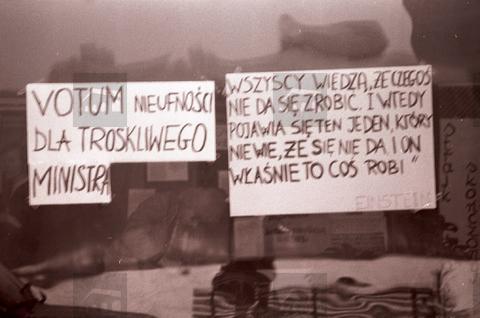 VOTUM NIEUFNOŚCI
DLA TROSKLIWEGO
MINISTRA
WSZYSCY WIEDZĄ, ŻE CZEGOŚ
NIE DA SIĘ ZROBIĆ. I WTEDY
POJAWIA SIĘ TEN JEDEN, KTÓRY
NIE WIE, ŻE SIĘ NIE DA. I ON
WŁAŚNIE TO COŚ ROBI"
EINSTEIN